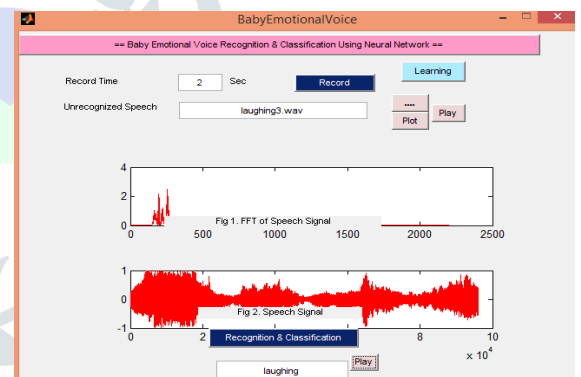 BabyEmotionalVoice
== Baby Emotional Voice Recognition & Classification Using Neural Network ==
Learning
Record Time 2 Sec Record
Unrecognized Speech laughing3.wav .... Play
Plot
4
2
0
Fig 1. FFT of Speech Signal
0 500 1000 1500 2000 2500
1
0
Fig 2. Speech Signal
-1
0 2 8 10
Recognition & Classification
x 10^4
Play
laughing